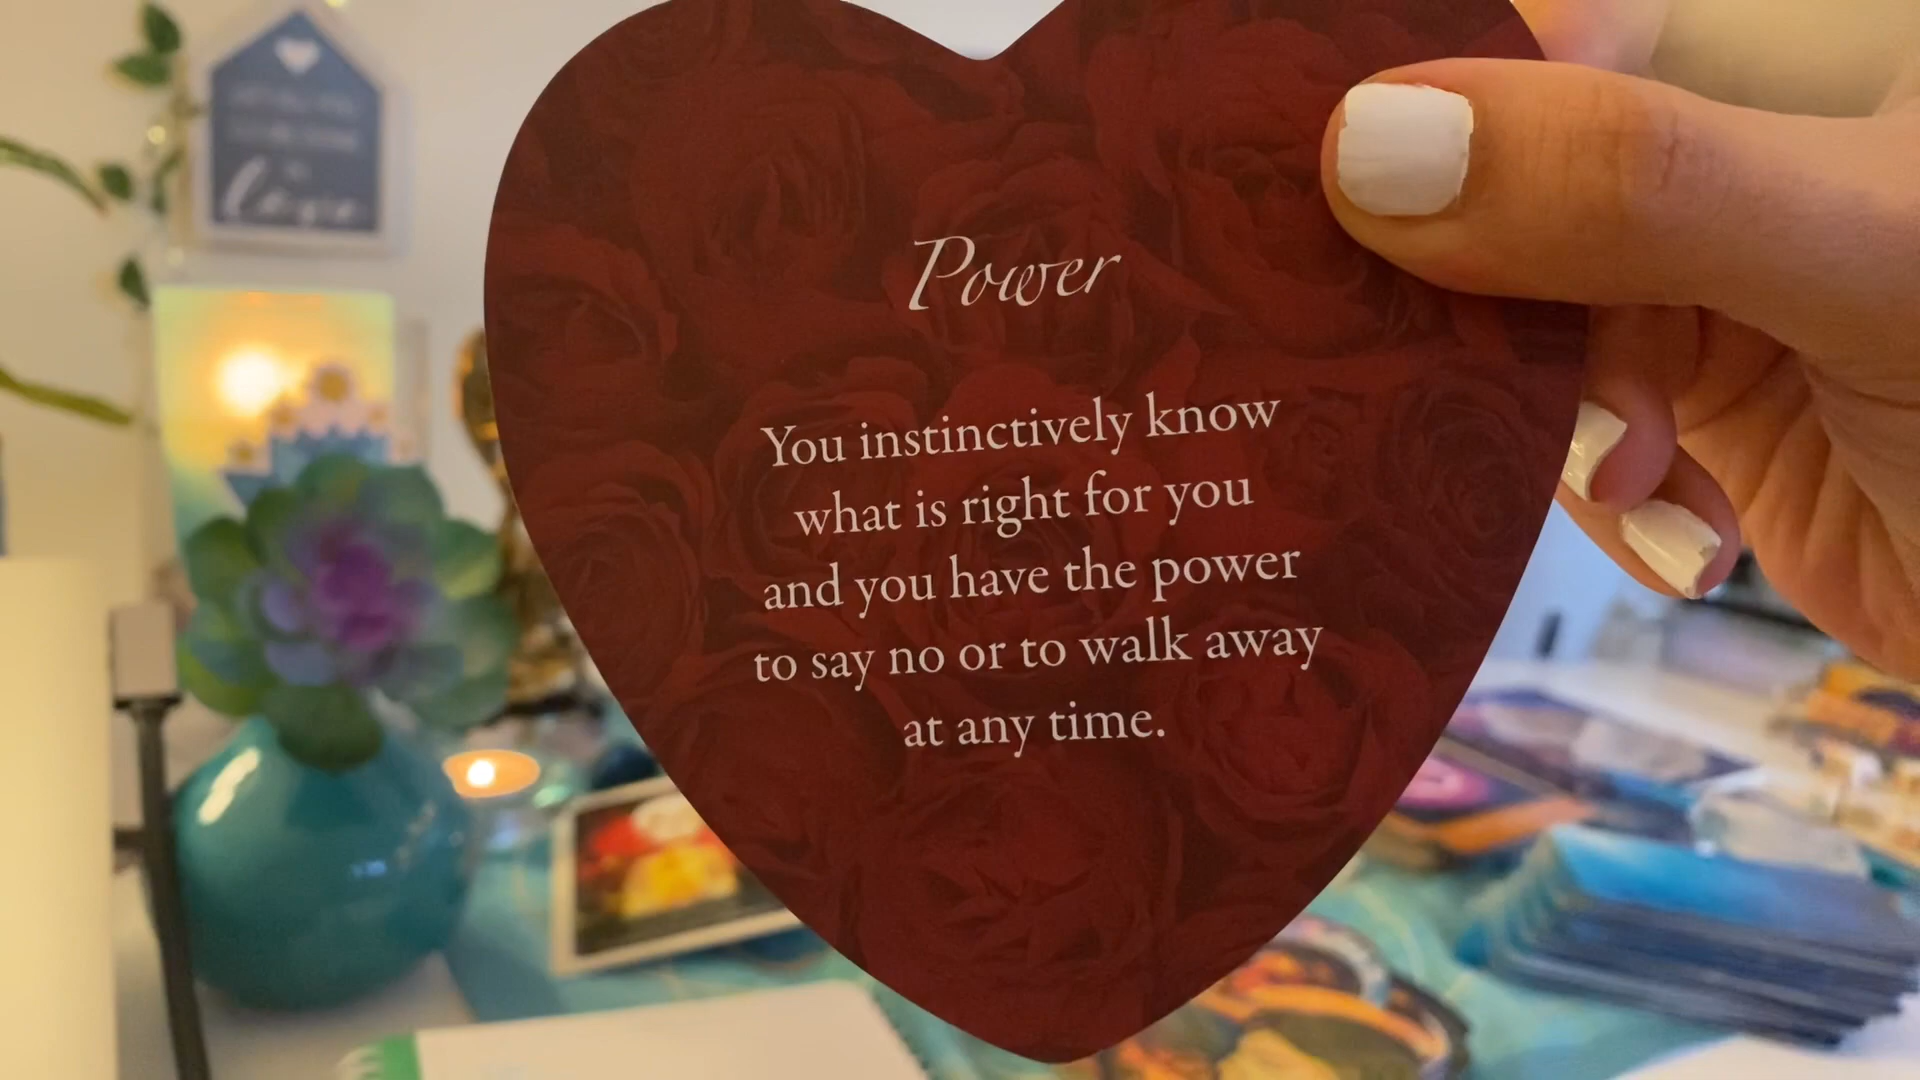 love
Power
You instinctively know
what is right for you
and you have the power
to say no or to walk away
at any time.